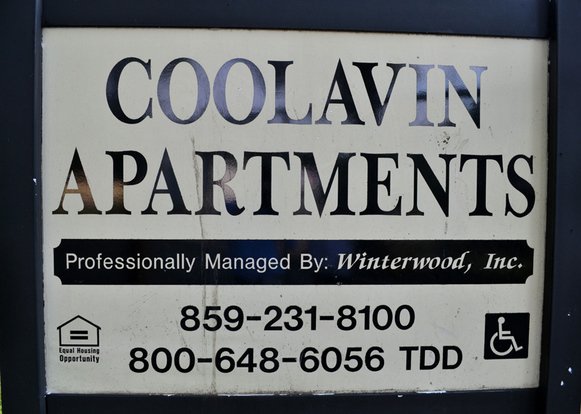 COOLAVIN
APARTMENTS
Professionally Managed By: Winterwood, Inc.
859-231-8100
800-648-6056 TDD
Equal Housing
Opportunity